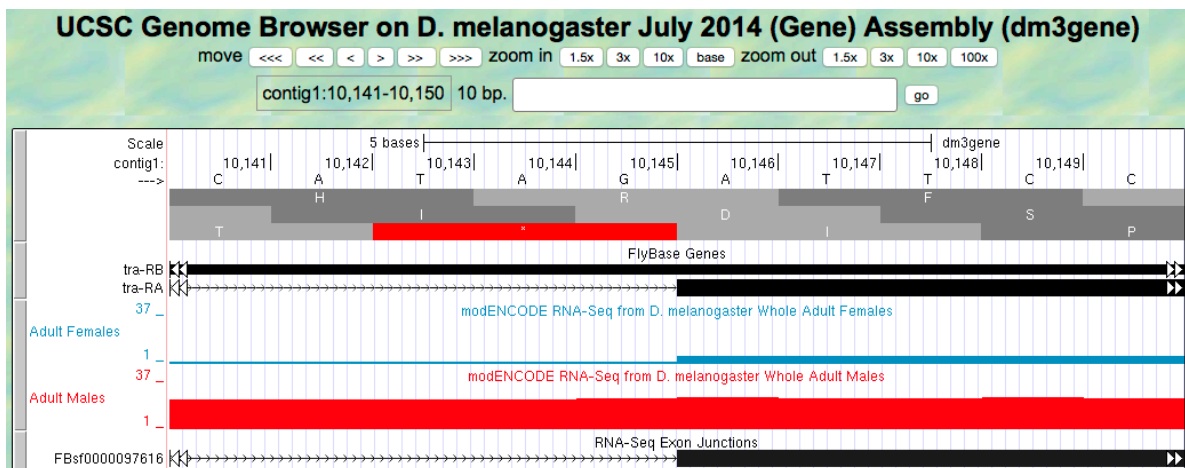 UCSC Genome Browser on D. melanogaster July 2014 (Gene) Assembly (dm3gene)
move <<< << < > >> >>> zoom in 1.5x 3x 10x base zoom out 1.5x 3x 10x 100x
contig1:10,141-10,150 10 bp. go
Scale 5 bases dm3gene
contig1: 10,141 10,142 10,143 10,144 10,145 10,146 10,147 10,148 10,149
---> C A T A G A T T C C
H R F
I D S
T * I P
FlyBase Genes
tra-RB
tra-RA
37 _ modENCODE RNA-Seq from D. melanogaster Whole Adult Females
Adult Females
1 _
37 _ modENCODE RNA-Seq from D. melanogaster Whole Adult Males
Adult Males
1 _
RNA-Seq Exon Junctions
FBsf0000097616